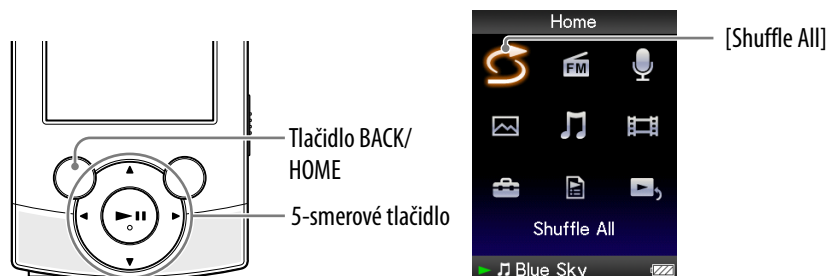 Tlačidlo BACK/
HOME
5-smerové tlačidlo
Home
[Shuffle All]
FM
Shuffle All
Blue Sky